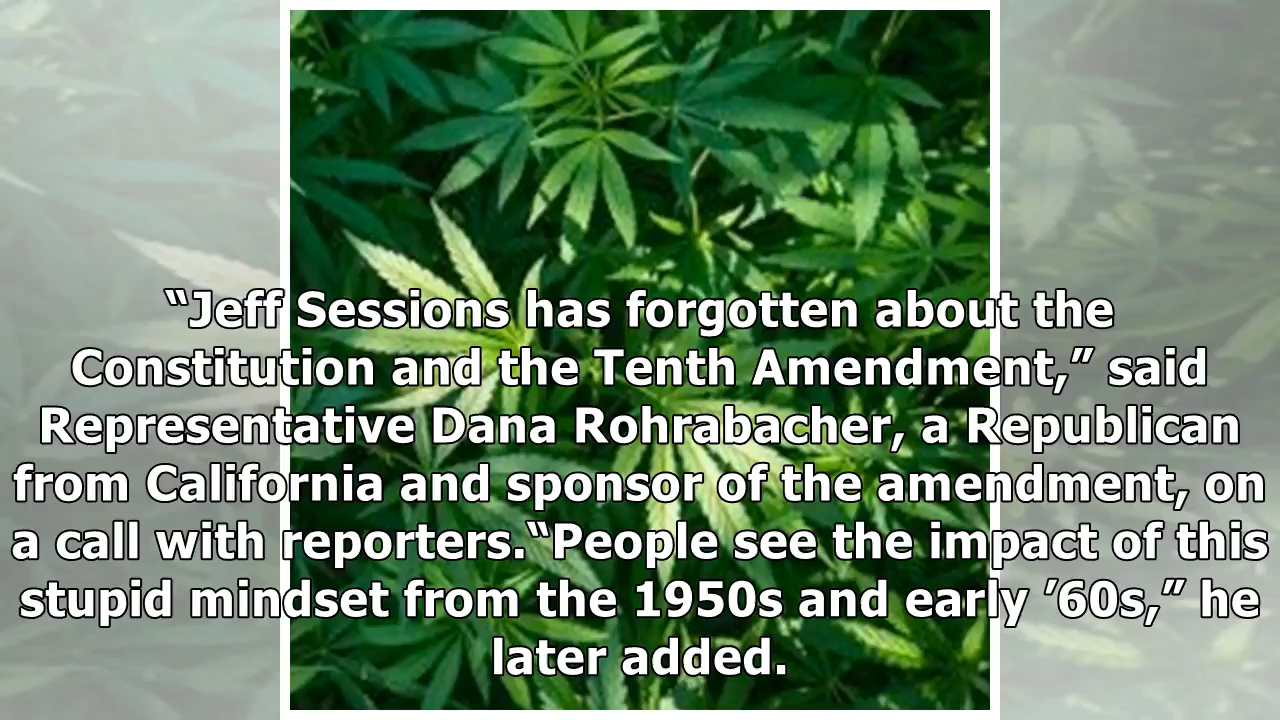 “Jeff Sessions has forgotten about the
Constitution and the Tenth Amendment,” said
Representative Dana Rohrabacher, a Republican
from California and sponsor of the amendment, on
a call with reporters.“People see the impact of this
stupid mindset from the 1950s and early ’60s,” he
later added.